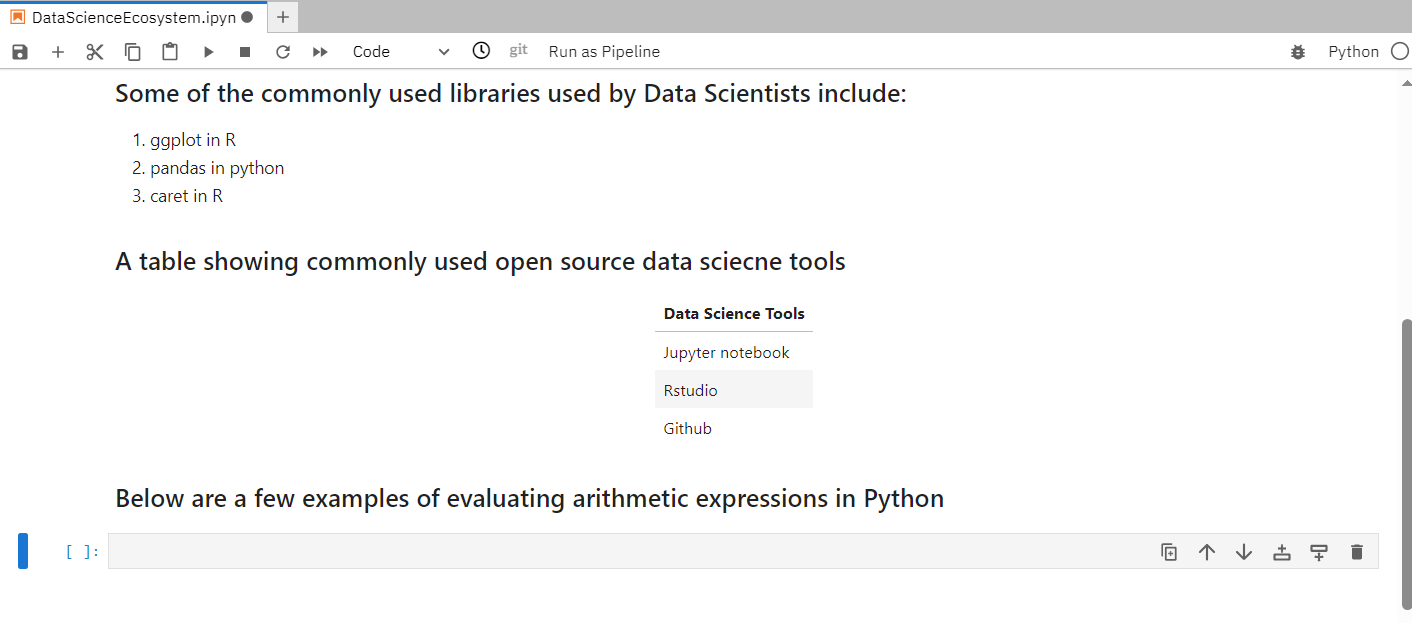 DataScienceEcosystem.ipyn
Code git Run as Pipeline Python
Some of the commonly used libraries used by Data Scientists include:
1. ggplot in R
2. pandas in python
3. caret in R
A table showing commonly used open source data sciecne tools
Data Science Tools
Jupyter notebook
Rstudio
Github
Below are a few examples of evaluating arithmetic expressions in Python
[ ]: